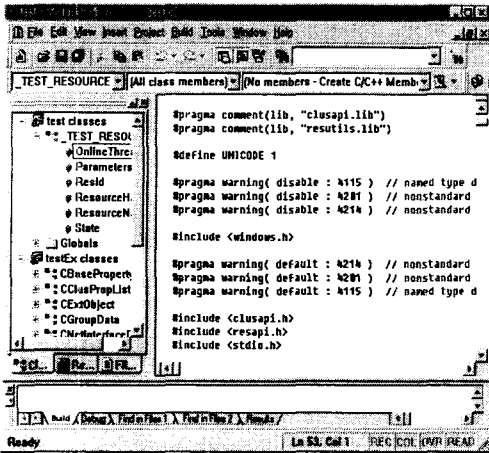 File Edit View Insert Project Build Tools Window Help
_TEST_RESOURCE (All class members) (No members - Create C/C++ Memb
test classes
_TEST_RESOU
OnlineThre
Parameters
ResId
ResourceH
ResourceN
State
Globals
testEx classes
CBaseProperty
CClusPropList
CExtObject
CGroupData
CNetInterface
Cl... Re... Fil...
#pragma comment(lib, "clusapi.lib")
#pragma comment(lib, "resutils.lib")
#define UNICODE 1
#pragma warning( disable : 4115 ) // named type d
#pragma warning( disable : 4201 ) // nonstandard
#pragma warning( disable : 4214 ) // nonstandard
#include <windows.h>
#pragma warning( default : 4214 ) // nonstandard
#pragma warning( default : 4201 ) // nonstandard
#pragma warning( default : 4115 ) // named type d
#include <clusapi.h>
#include <resapi.h>
#include <stdio.h>
Build Debug Find in Files 1 Find in Files 2 Results
Ready Ln 53, Col 1 REC COL OVR READ